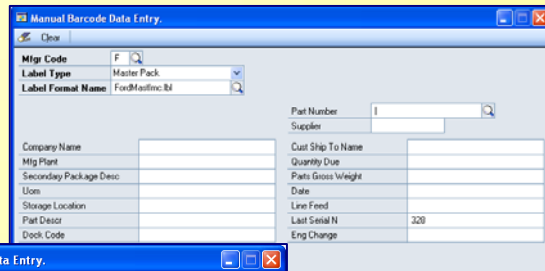 Manual Barcode Data Entry.
Clear
Mfgr Code F
Label Type Master Pack
Label Format Name FordMastImc.lbl
Part Number
Supplier
Company Name Cust Ship To Name
Mfg Plant Quantity Due
Secondary Package Desc Parts Gross Weight
Uom Date
Storage Location Line Feed
Part Descr Last Serial N 328
Dock Code Eng Change
ta Entry.